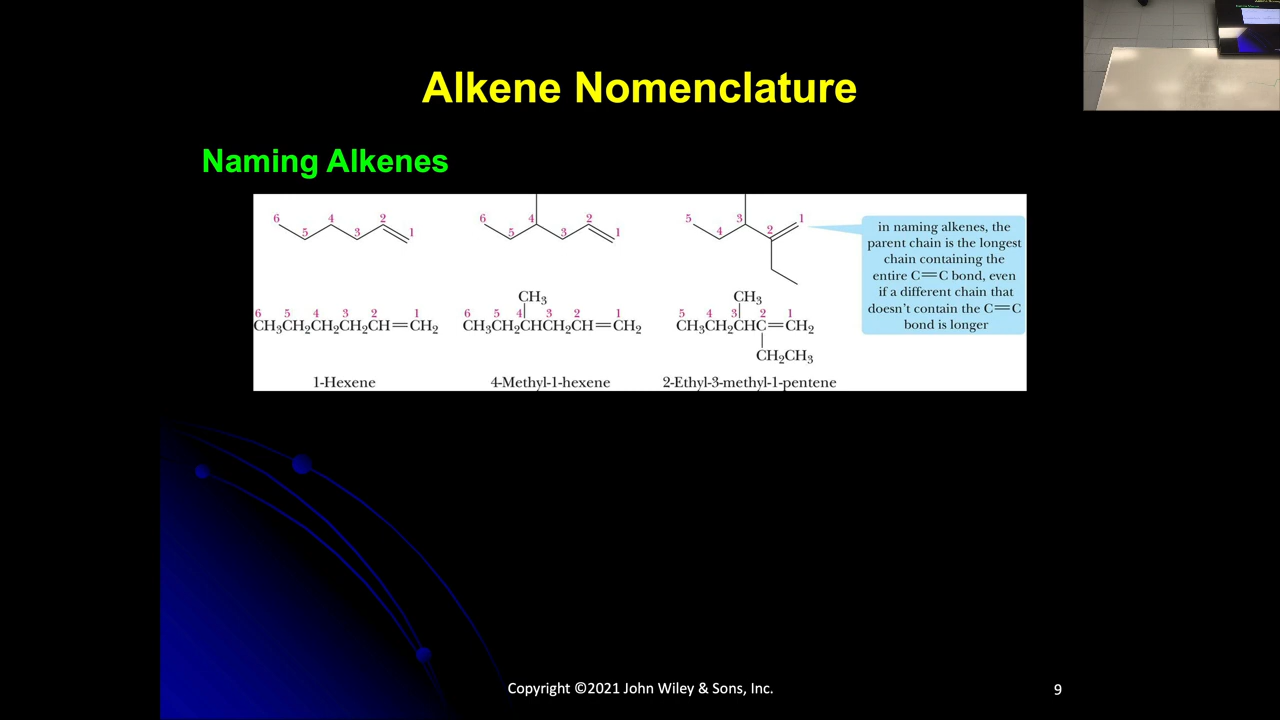 Alkene Nomenclature
Naming Alkenes
6 5 4 3 2 1
6 5 4 3 2 1
5 4 3 2 1
in naming alkenes, the
parent chain is the longest
chain containing the
entire C=C bond, even
if a different chain that
doesn't contain the C=C
bond is longer
6 5 4 3 2 1
CH₃CH₂CH₂CH₂CH=CH₂
CH₃
6 5 4 3 2 1
CH₃CH₂CHCH₂CH=CH₂
CH₃
5 4 3 2 1
CH₃CH₂CHC=CH₂
CH₂CH₃
1-Hexene
4-Methyl-1-hexene
2-Ethyl-3-methyl-1-pentene
Copyright ©2021 John Wiley & Sons, Inc.
9